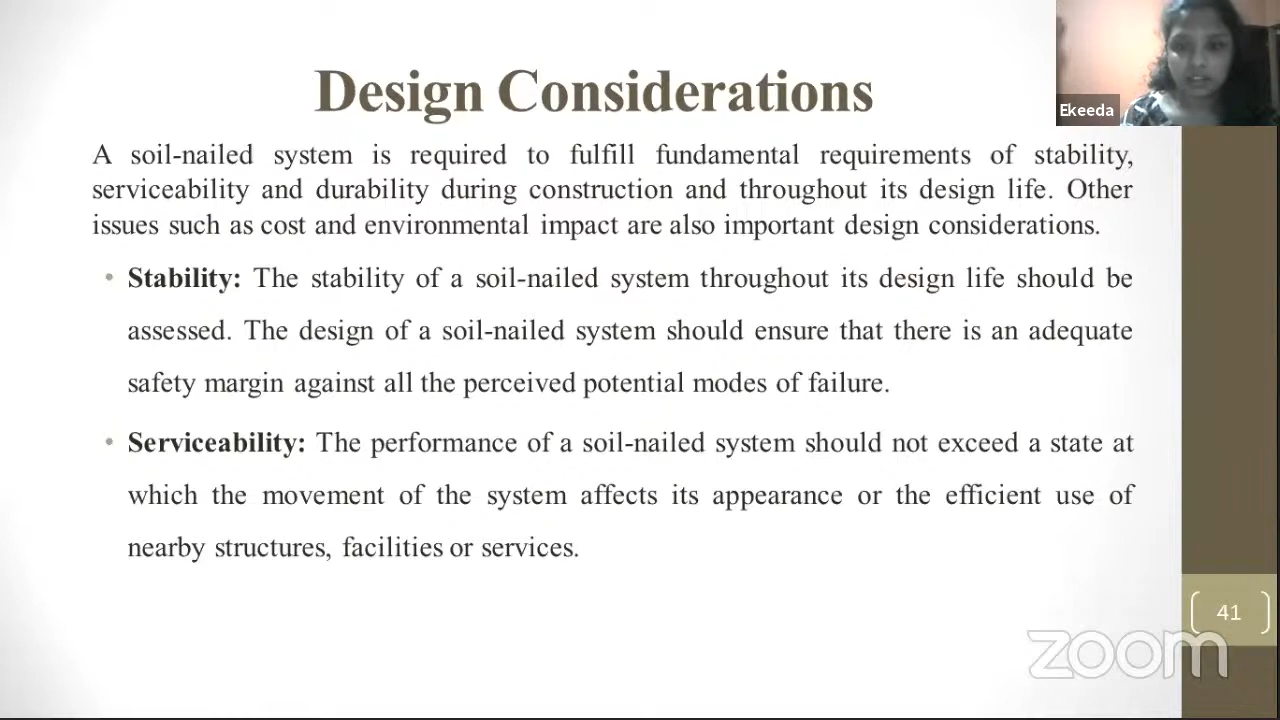 Design Considerations
Ekeeda
A soil-nailed system is required to fulfill fundamental requirements of stability,
serviceability and durability during construction and throughout its design life. Other
issues such as cost and environmental impact are also important design considerations.
• Stability: The stability of a soil-nailed system throughout its design life should be
assessed. The design of a soil-nailed system should ensure that there is an adequate
safety margin against all the perceived potential modes of failure.
• Serviceability: The performance of a soil-nailed system should not exceed a state at
which the movement of the system affects its appearance or the efficient use of
nearby structures, facilities or services.
41
zoom